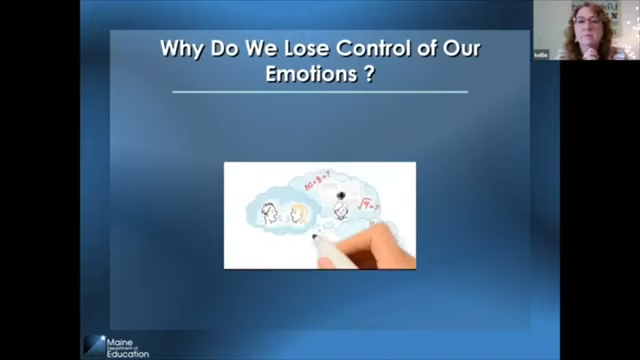 Why Do We Lose Control of Our
Emotions ?
Maine
Department of
Education